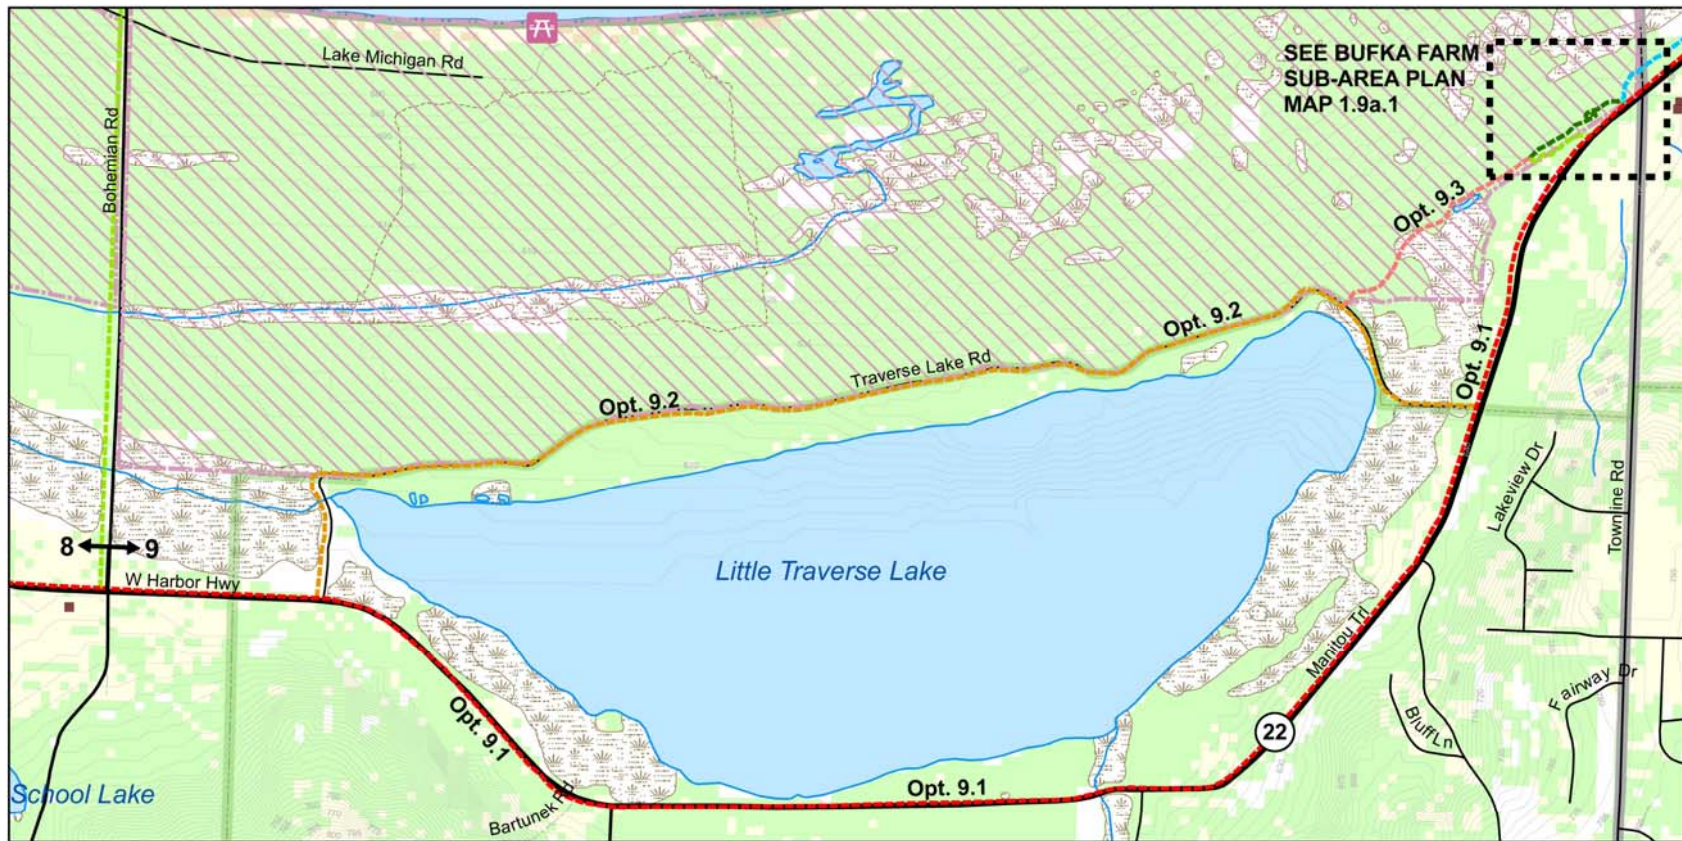 Lake Michigan Rd
SEE BUFKA FARM
SUB-AREA PLAN
MAP 1.9a.1
Bohemian Rd
Opt. 9.3
Opt. 9.2
Traverse Lake Rd
Opt. 9.2
Opt. 9.1
Lakeview Dr
Townline Rd
8
9
W Harbor Hwy
Little Traverse Lake
Manitou Trl
Fairway Dr
Bluff Ln
22
Opt. 9.1
Opt. 9.1
School Lake
Bartunek Rd